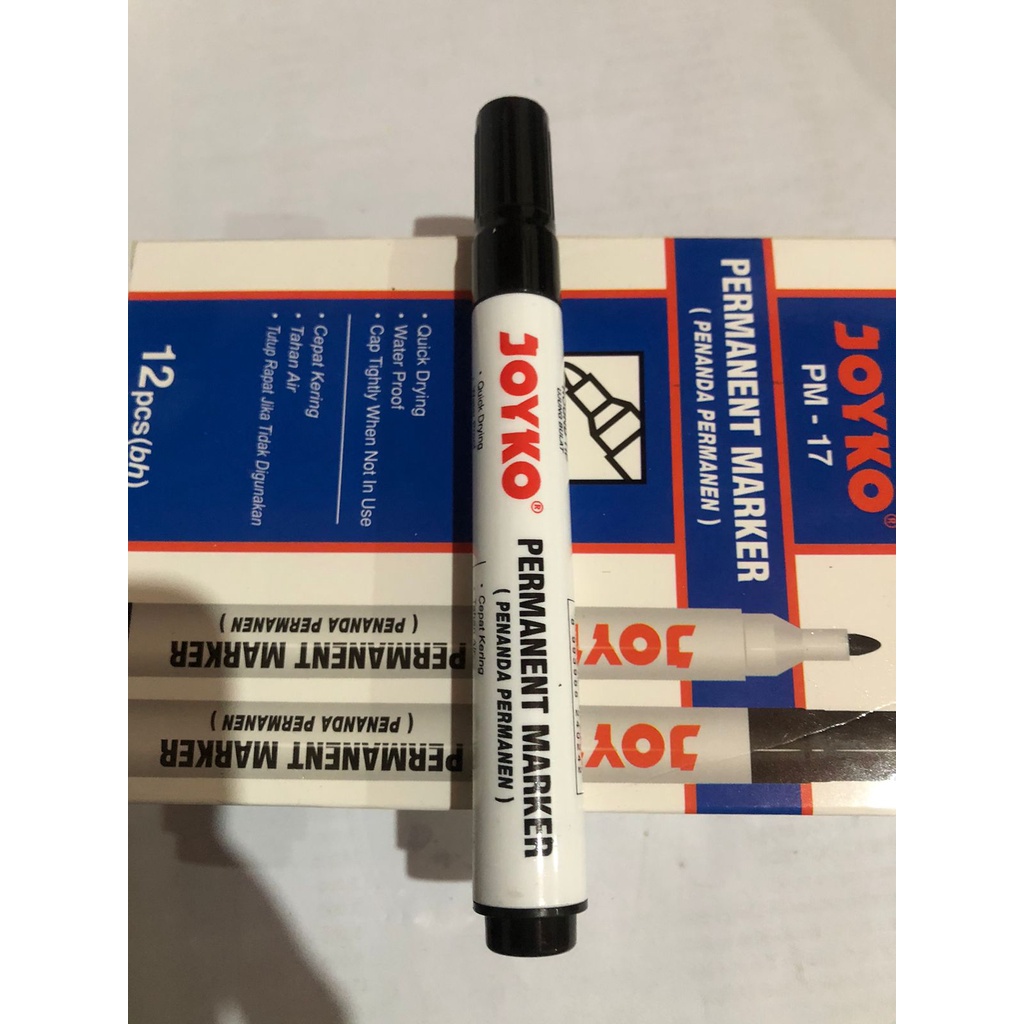 JOYKO®
PERMANENT MARKER
( PENANDA PERMANEN )
• Quick Drying
• Cepat Kering
JOYKO®
PM - 17
PERMANENT MARKER
( PENANDA PERMANEN )
• Quick Drying
• Water Proof
• Cap Tightly When Not In Use
• Cepat Kering
• Tahan Air
• Tutup Rapat Jika Tidak Digunakan
12pcs(bh)
JOY
PERMANENT MARKER
( PENANDA PERMANEN )
JOY
PERMANENT MARKER
( PENANDA PERMANEN )